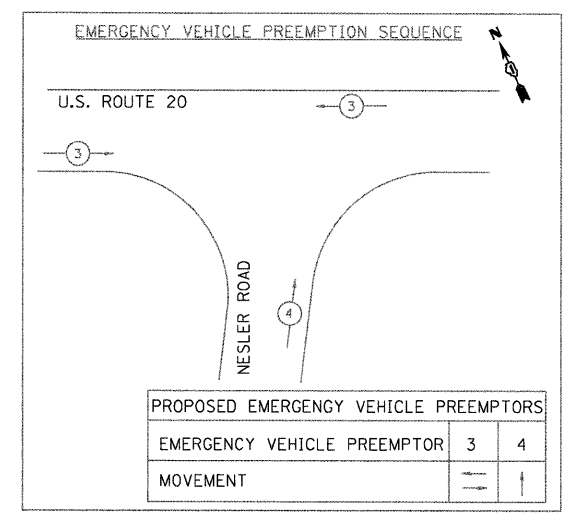 EMERGENCY VEHICLE PREEMPTION SEQUENCE
N
U.S. ROUTE 20
3
3
NESLER ROAD
4
PROPOSED EMERGENGY VEHICLE PREEMPTORS
EMERGENCY VEHICLE PREEMPTOR 3 4
MOVEMENT